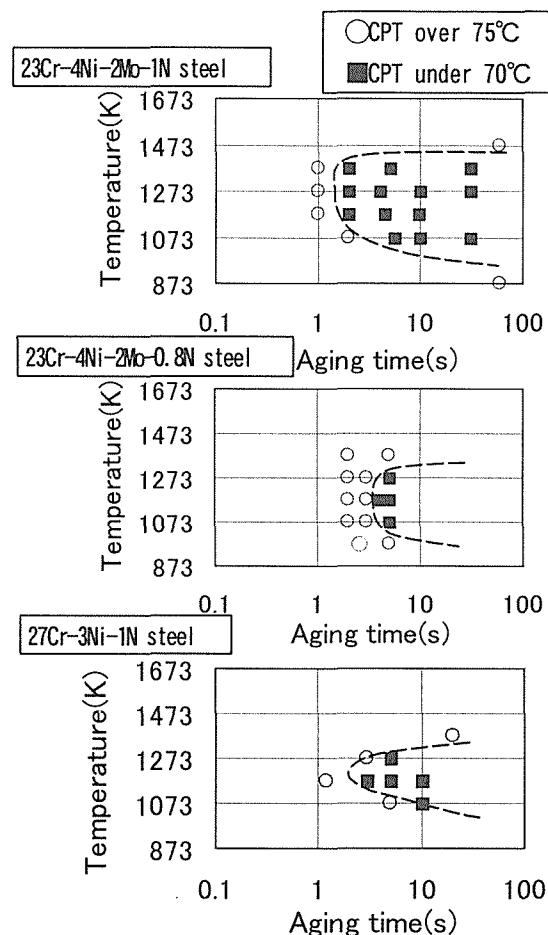 CPT over 75℃
CPT under 70℃
23Cr-4Ni-2Mo-1N steel
Temperature(K)
1673
1473
1273
1073
873
0.1 1 10 100
Aging time(s)
23Cr-4Ni-2Mo-0.8N steel
Temperature(K)
1673
1473
1273
1073
873
0.1 1 10 100
Aging time(s)
27Cr-3Ni-1N steel
Temperature(K)
1673
1473
1273
1073
873
0.1 1 10 100
Aging time(s)